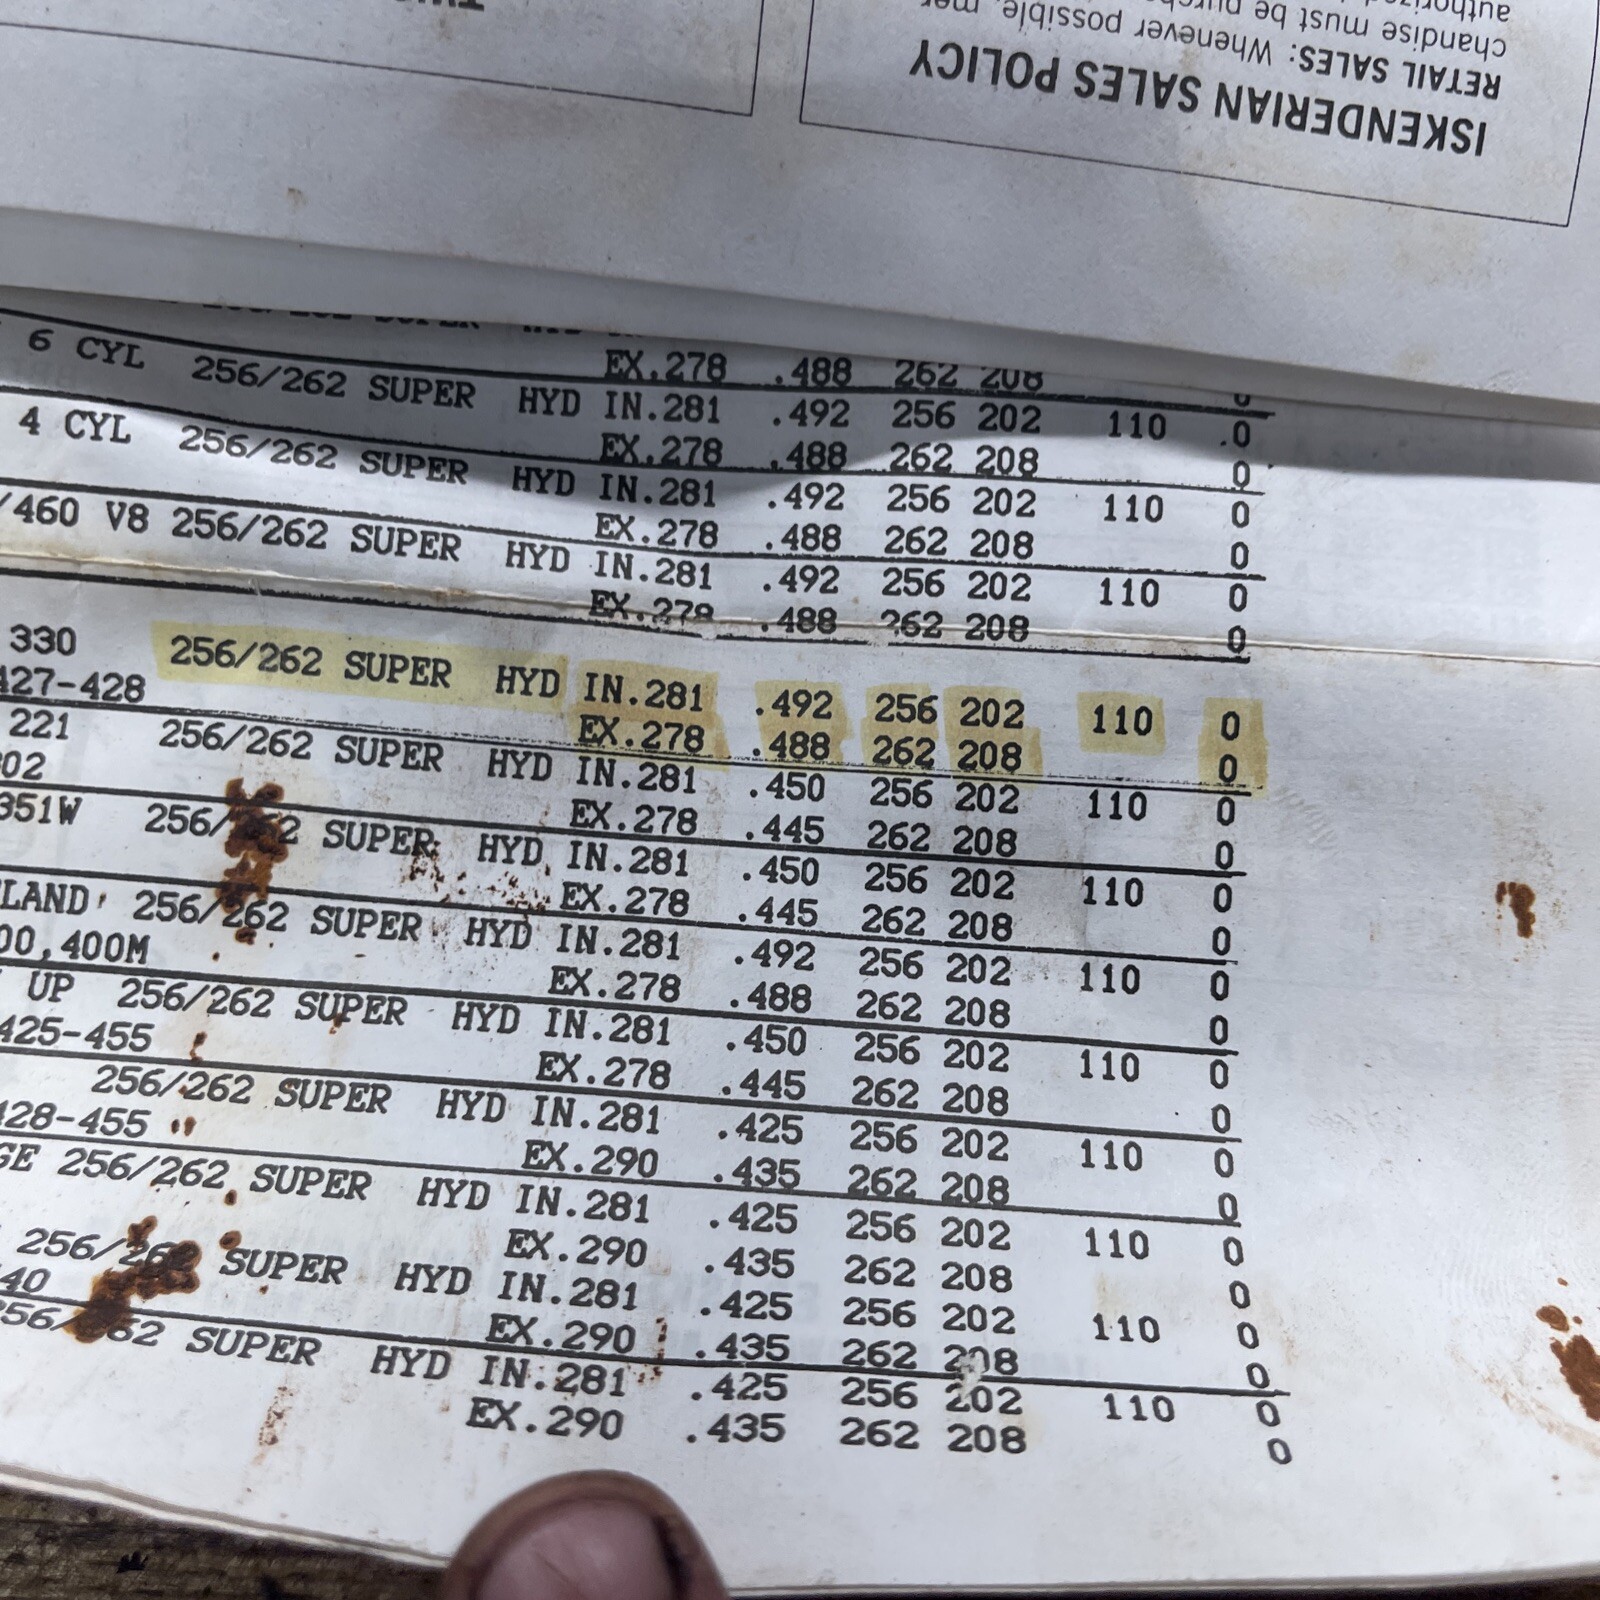 chandise must be
RETAIL SALES: Whenever possible, mer
ISKENDERIAN SALES POLICY
EX.278 .488 262 208
6 CYL 256/262 SUPER HYD IN.281 .492 256 202 110 .0
EX.278 .488 262 208 0
4 CYL 256/262 SUPER HYD IN.281 .492 256 202 110 0
EX.278 .488 262 208 0
/460 V8 256/262 SUPER HYD IN.281 .492 256 202 110 0
EX.278 .488 262 208 0
330 256/262 SUPER HYD IN.281 .492 256 202 110 0
427-428 EX.278 .488 262 208 0
221 256/262 SUPER HYD IN.281 .450 256 202 110 0
302 EX.278 .445 262 208 0
351W 256/262 SUPER HYD IN.281 .450 256 202 110 0
EX.278 .445 262 208 0
LAND 256/262 SUPER HYD IN.281 .492 256 202 110 0
00,400M EX.278 .488 262 208 0
UP 256/262 SUPER HYD IN.281 .450 256 202 110 0
425-455 EX.278 .445 262 208 0
256/262 SUPER HYD IN.281 .425 256 202 110 0
428-455 EX.290 .435 262 208 0
GE 256/262 SUPER HYD IN.281 .425 256 202 110 0
EX.290 .435 262 208 0
256/262 SUPER HYD IN.281 .425 256 202 110 0
40 EX.290 .435 262 208 0
256/262 SUPER HYD IN.281 .425 256 202 110 0
EX.290 .435 262 208 0